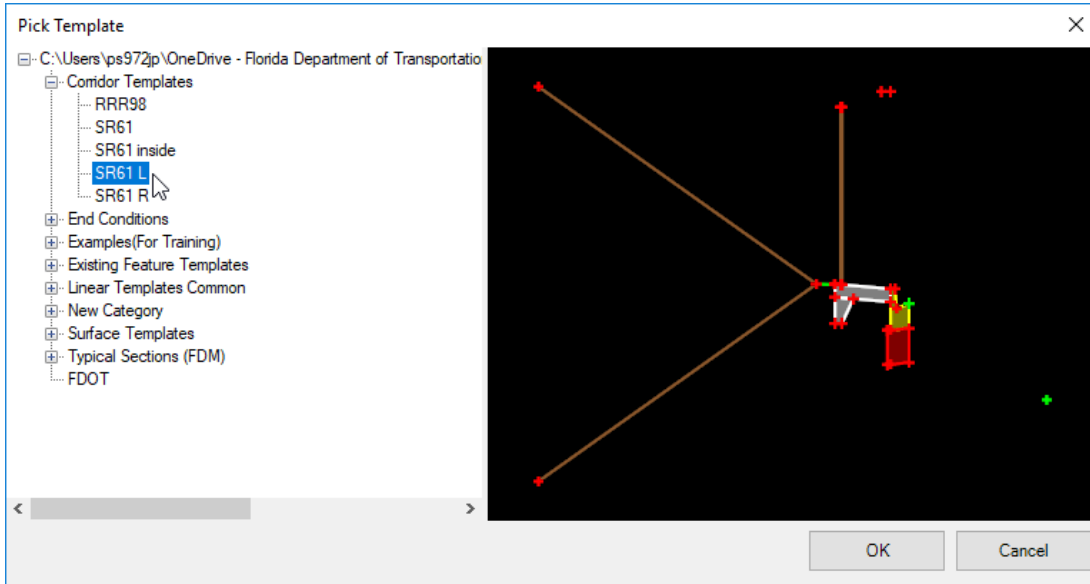 Pick Template
C:\Users\ps972jp\OneDrive - Florida Department of Transportatio
Corridor Templates
RRR98
SR61
SR61 inside
SR61 L
SR61 R
End Conditions
Examples(For Training)
Existing Feature Templates
Linear Templates Common
New Category
Surface Templates
Typical Sections (FDM)
FDOT
OK
Cancel